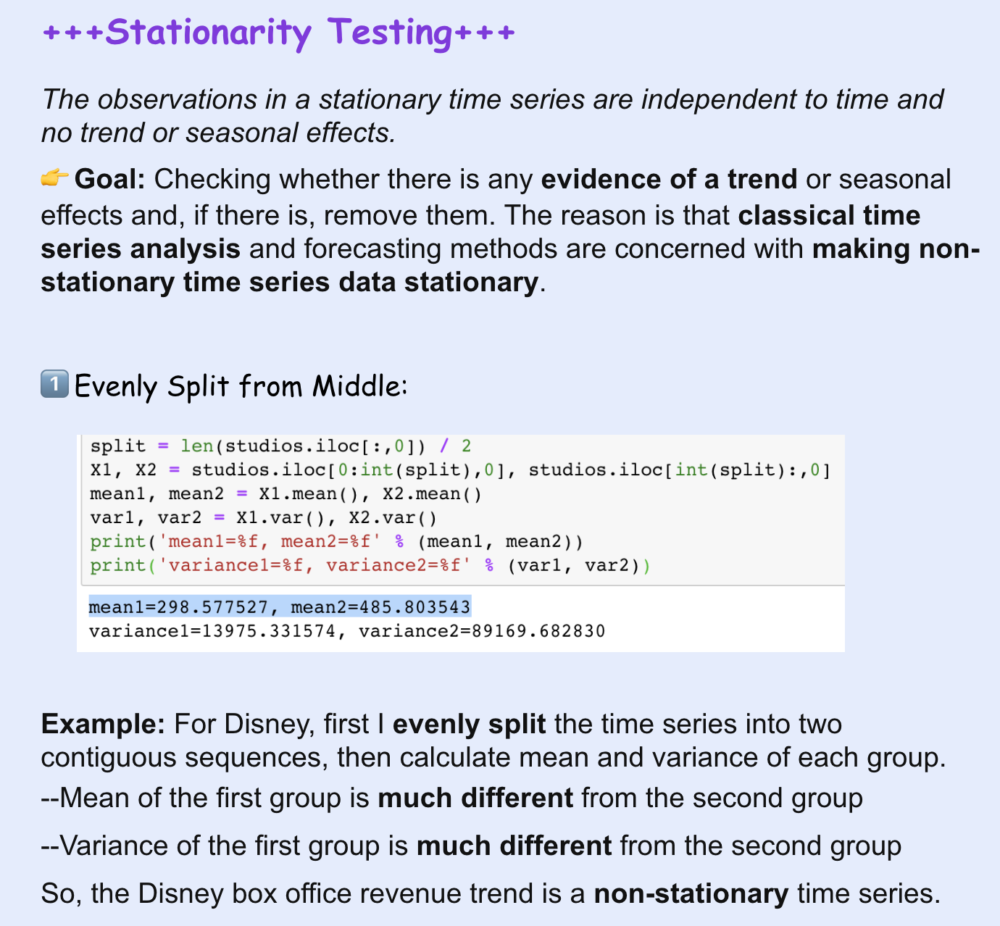 +++Stationarity Testing+++
The observations in a stationary time series are independent to time and
no trend or seasonal effects.
👉 Goal: Checking whether there is any evidence of a trend or seasonal
effects and, if there is, remove them. The reason is that classical time
series analysis and forecasting methods are concerned with making non-
stationary time series data stationary.
1️⃣ Evenly Split from Middle:
split = len(studios.iloc[:,0]) / 2
X1, X2 = studios.iloc[0:int(split),0], studios.iloc[int(split):,0]
mean1, mean2 = X1.mean(), X2.mean()
var1, var2 = X1.var(), X2.var()
print('mean1=%f, mean2=%f' % (mean1, mean2))
print('variance1=%f, variance2=%f' % (var1, var2))
mean1=298.577527, mean2=485.803543
variance1=13975.331574, variance2=89169.682830
Example: For Disney, first I evenly split the time series into two
contiguous sequences, then calculate mean and variance of each group.
--Mean of the first group is much different from the second group
--Variance of the first group is much different from the second group
So, the Disney box office revenue trend is a non-stationary time series.